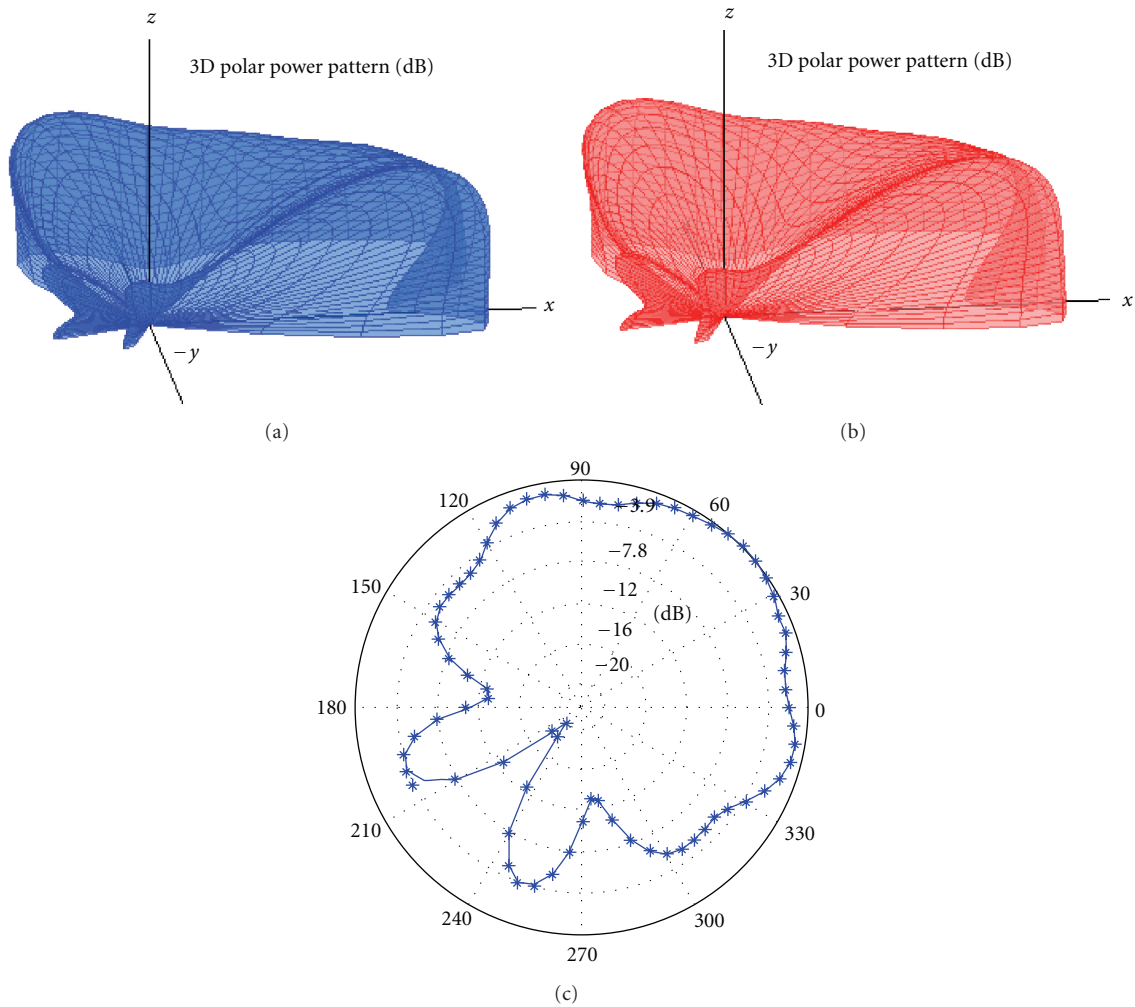 z
3D polar power pattern (dB)
x
−y
(a)
z
3D polar power pattern (dB)
x
−y
(b)
90
120
60
−3.9
−7.8
150
30
−12
(dB)
−16
−20
180
0
210
330
240
300
270
(c)